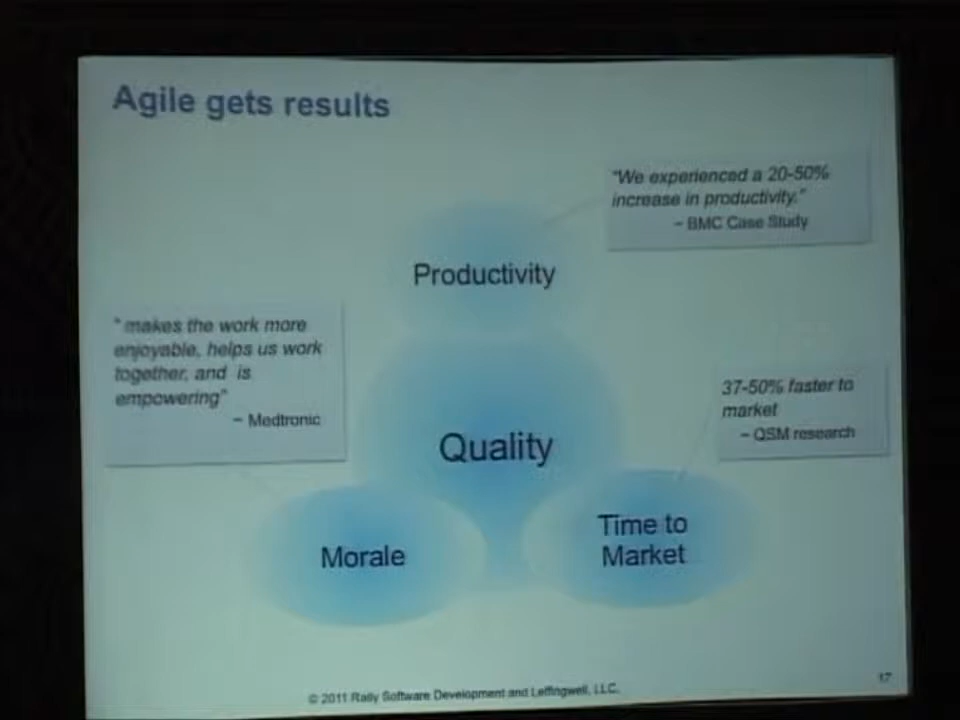 Agile gets results
"We experienced a 20-50%
increase in productivity."
~ BMC Case Study
Productivity
" makes the work more
enjoyable, helps us work
together, and is
empowering"
~ Medtronic
37-50% faster to
market
~ QSM research
Quality
Time to
Market
Morale
© 2011 Rally Software Development and Leffingwell, LLC.
17